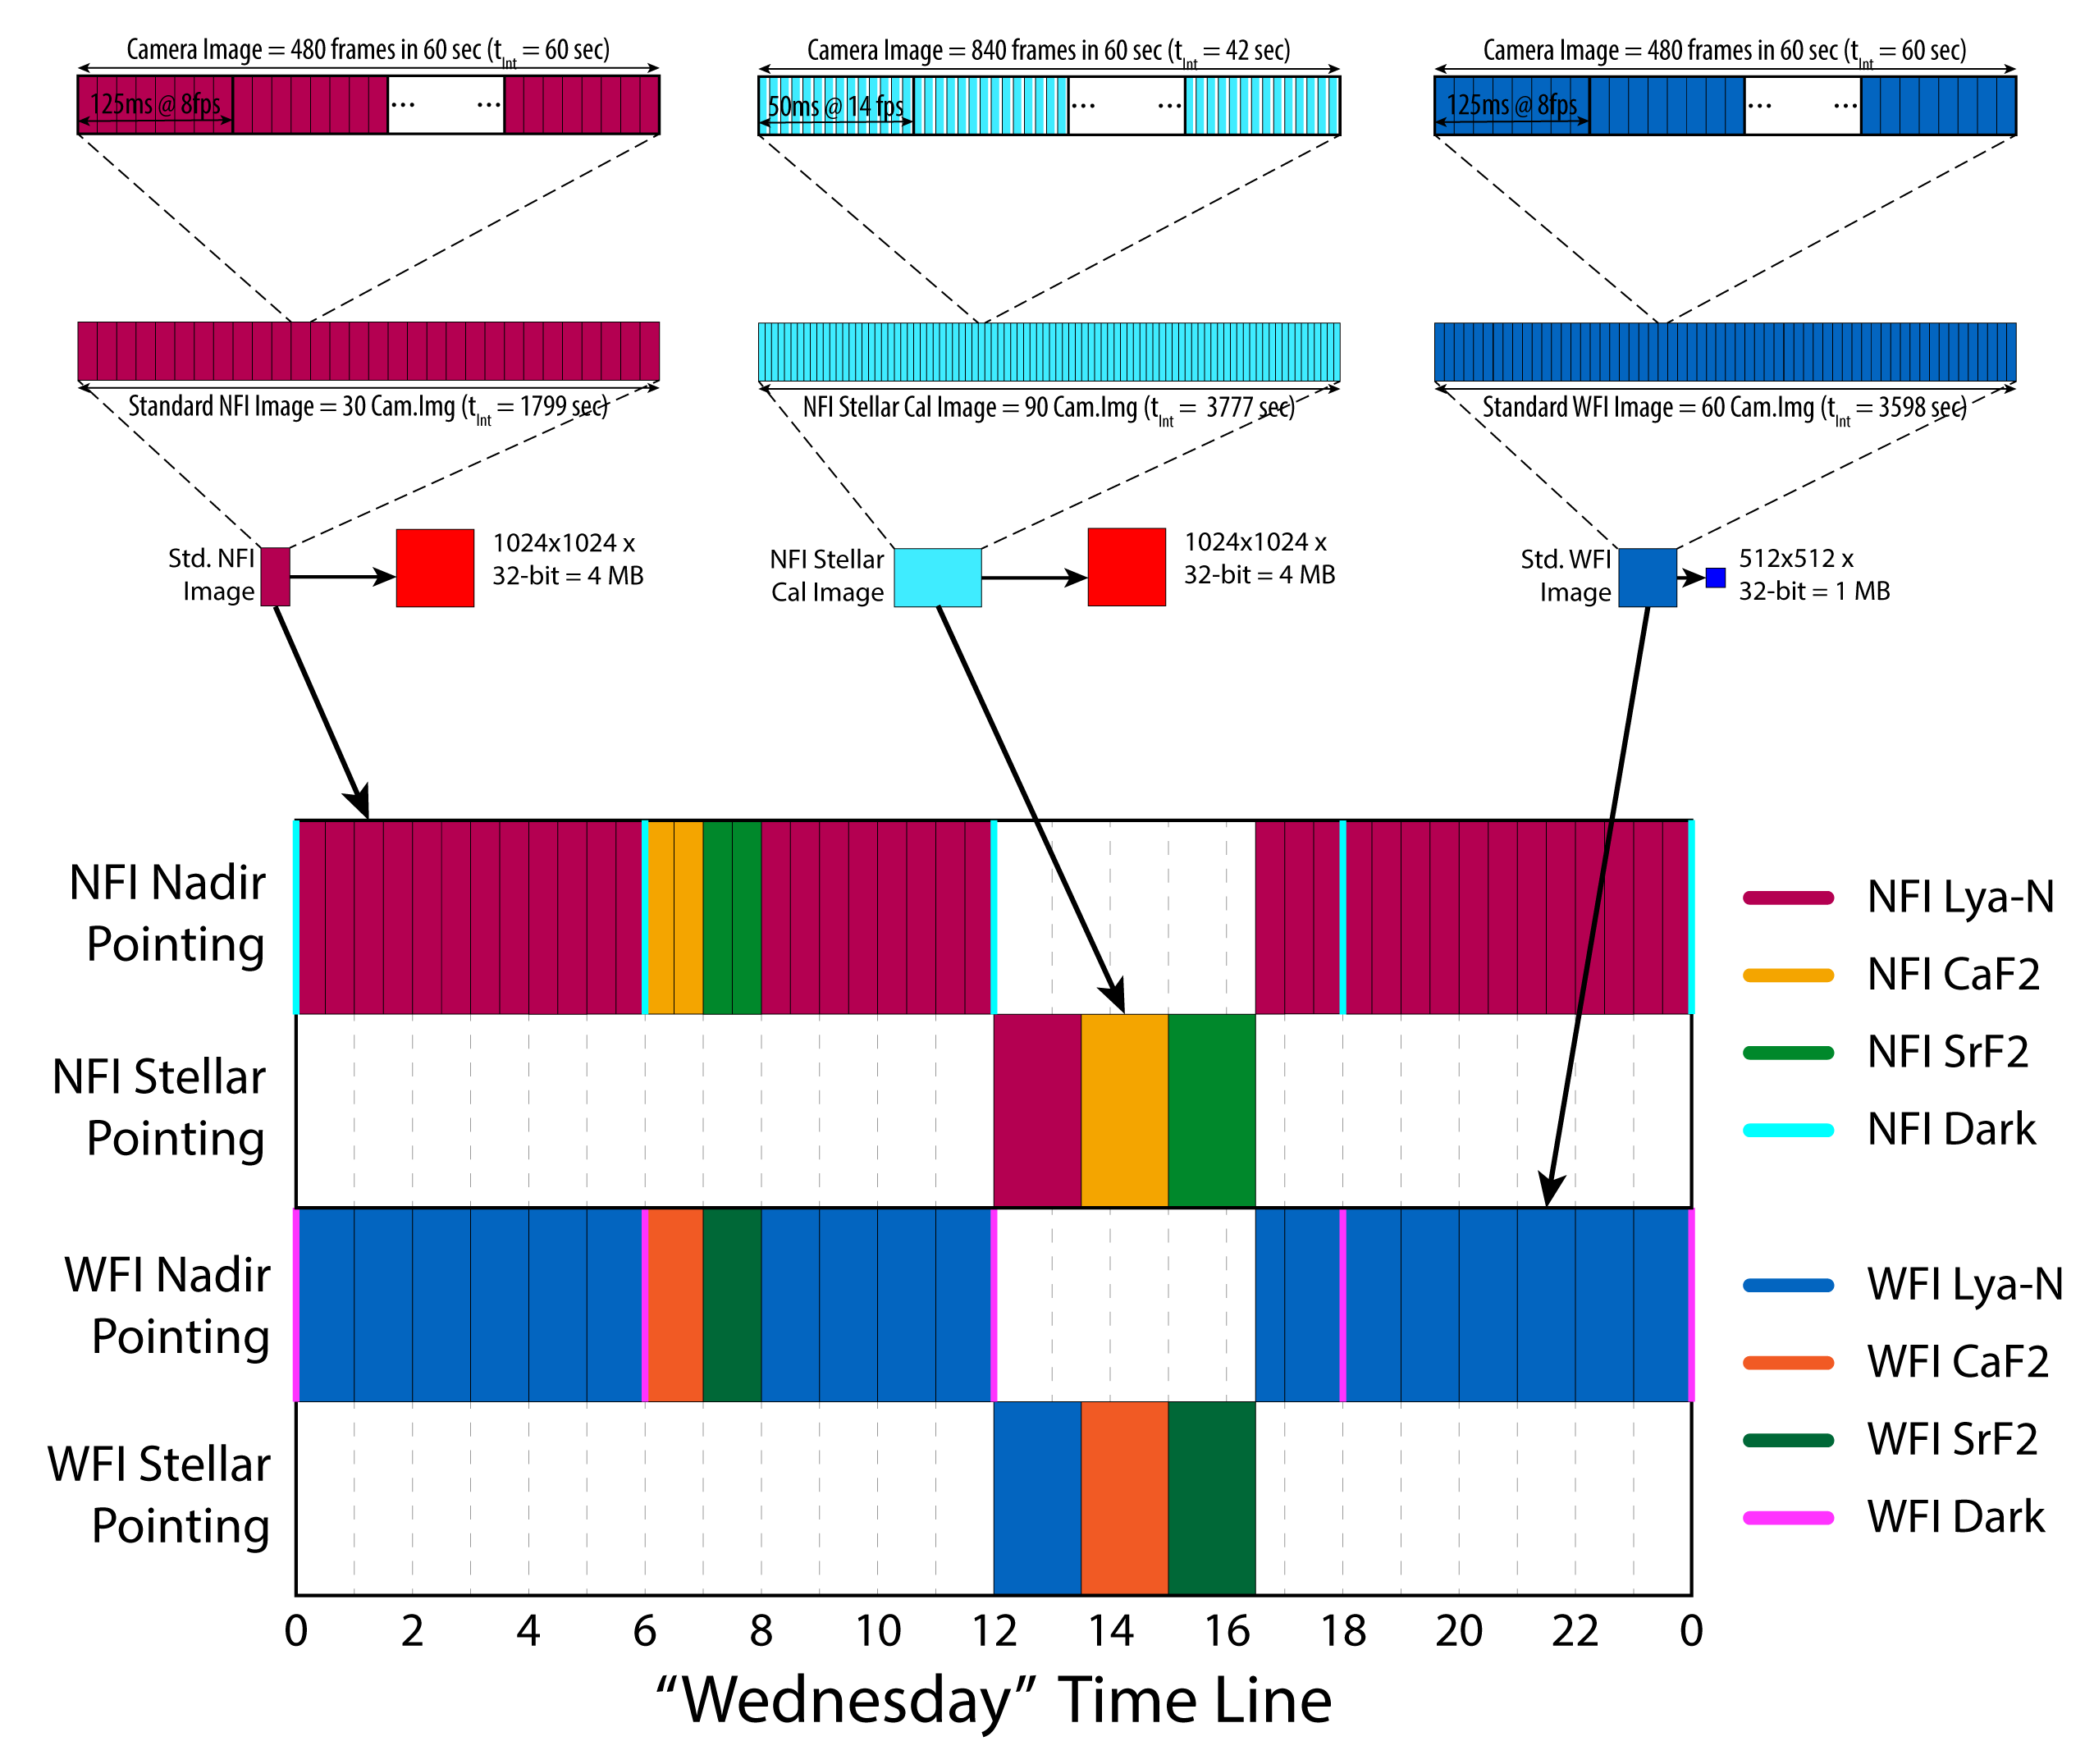 Camera Image = 480 frames in 60 sec (tInt = 60 sec)
125ms @ 8fps
...
...
Camera Image = 840 frames in 60 sec (tInt = 42 sec)
50ms @ 14 fps
...
...
Camera Image = 480 frames in 60 sec (tInt = 60 sec)
125ms @ 8fps
...
...
Standard NFI Image = 30 Cam.Img (tInt = 1799 sec)
NFI Stellar Cal Image = 90 Cam.Img (tInt = 3777 sec)
Standard WFI Image = 60 Cam.Img (tInt = 3598 sec)
Std. NFI
Image
1024x1024 x
32-bit = 4 MB
NFI Stellar
Cal Image
1024x1024 x
32-bit = 4 MB
Std. WFI
Image
512x512 x
32-bit = 1 MB
NFI Nadir
Pointing
NFI Stellar
Pointing
WFI Nadir
Pointing
WFI Stellar
Pointing
NFI Lya-N
NFI CaF2
NFI SrF2
NFI Dark
WFI Lya-N
WFI CaF2
WFI SrF2
WFI Dark
0 2 4 6 8 10 12 14 16 18 20 22 0
“Wednesday” Time Line